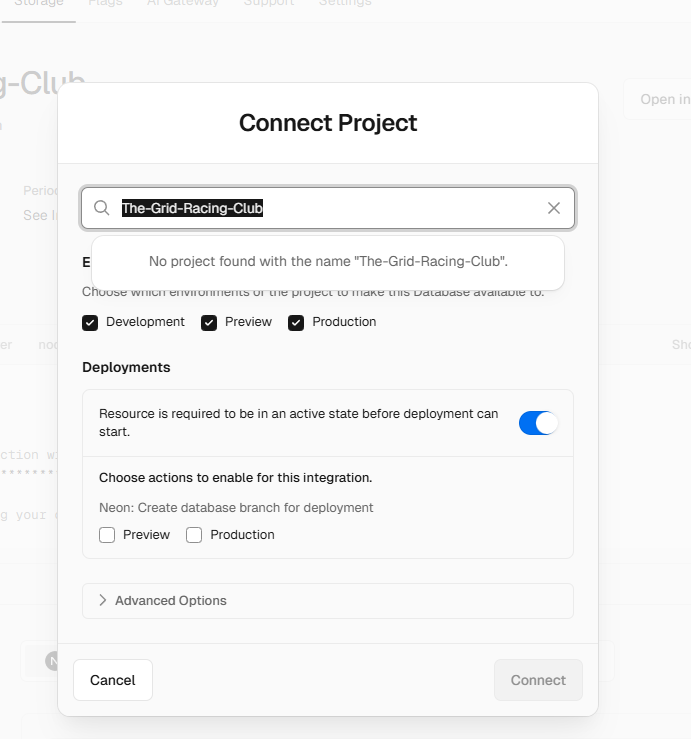 Storage Flags AI Gateway Support Settings
g-Club
Open in
Connect Project
Period
See
The-Grid-Racing-Club
No project found with the name "The-Grid-Racing-Club".
E
Choose which environments of the project to make this Database available to.
Development Preview Production
er
Sho
Deployments
Resource is required to be in an active state before deployment can
start.
ction wi
*******
Choose actions to enable for this integration.
Neon: Create database branch for deployment
g your
Preview Production
Advanced Options
N
Cancel Connect